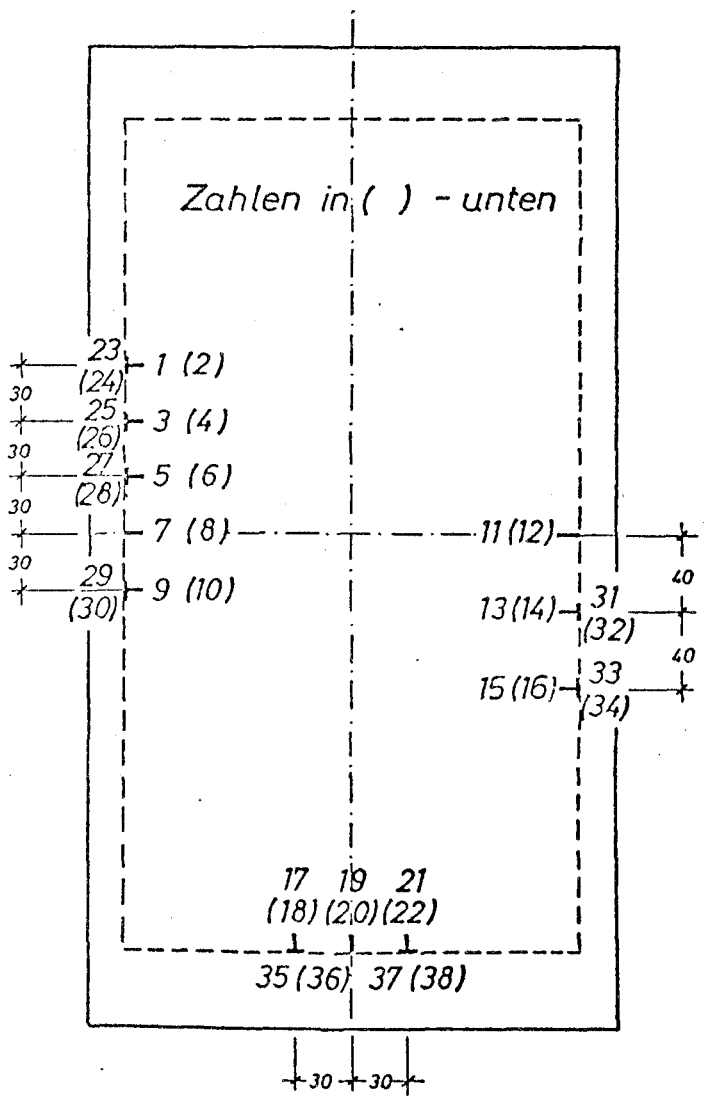 Zahlen in ( ) - unten
23 1 (2)
(24)
30
25 3 (4)
(26)
30
27 5 (6)
(28)
30
7 (8) 11 (12)
30
40
29 9 (10)
(30)
13 (14) 31
(32)
40
15 (16) 33
(34)
17 19 21
(18) (20) (22)
35 (36) 37 (38)
30 30